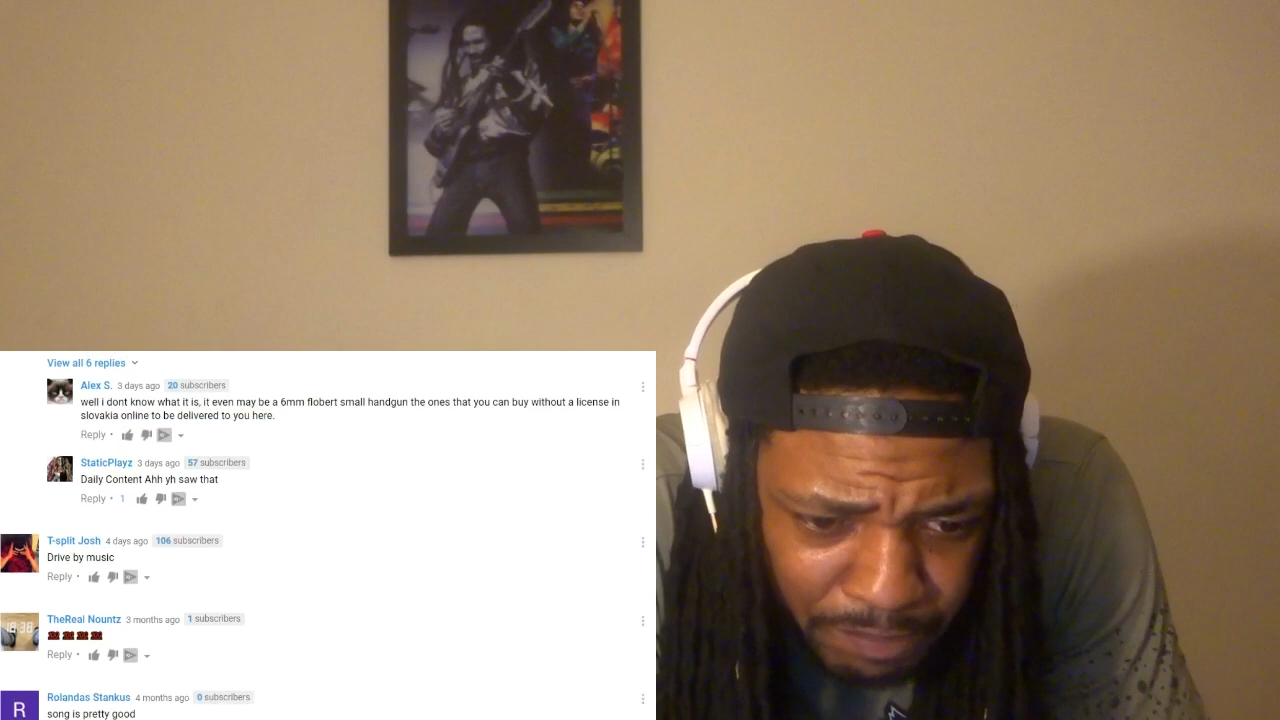 View all 6 replies
Alex S. 3 days ago 20 subscribers
well i dont know what it is, it even may be a 6mm flobert small handgun the ones that you can buy without a license in
slovakia online to be delivered to you here.
Reply •
StaticPlayz 3 days ago 57 subscribers
Daily Content Ahh yh saw that
Reply • 1
T-split Josh 4 days ago 106 subscribers
Drive by music
Reply •
TheReal Nountz 3 months ago 1 subscribers
Reply •
R
Rolandas Stankus 4 months ago 0 subscribers
song is pretty good